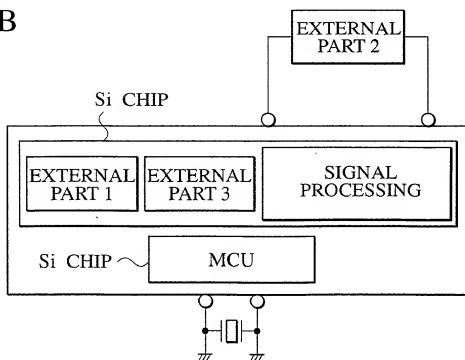 B
EXTERNAL
PART 2
Si CHIP
EXTERNAL
PART 1
EXTERNAL
PART 3
SIGNAL
PROCESSING
Si CHIP
MCU